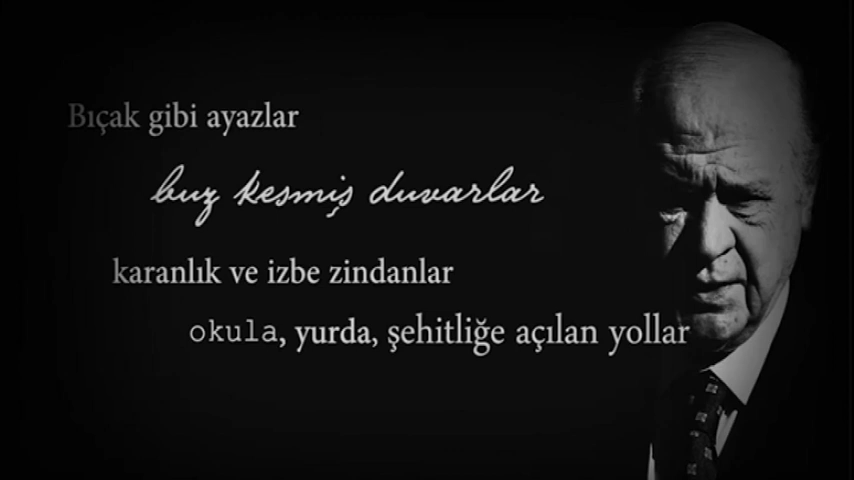 Bıçak gibi ayazlar
buz kesmiş duvarlar
karanlık ve izbe zindanlar
okula, yurda, şehitliğe açılan yollar